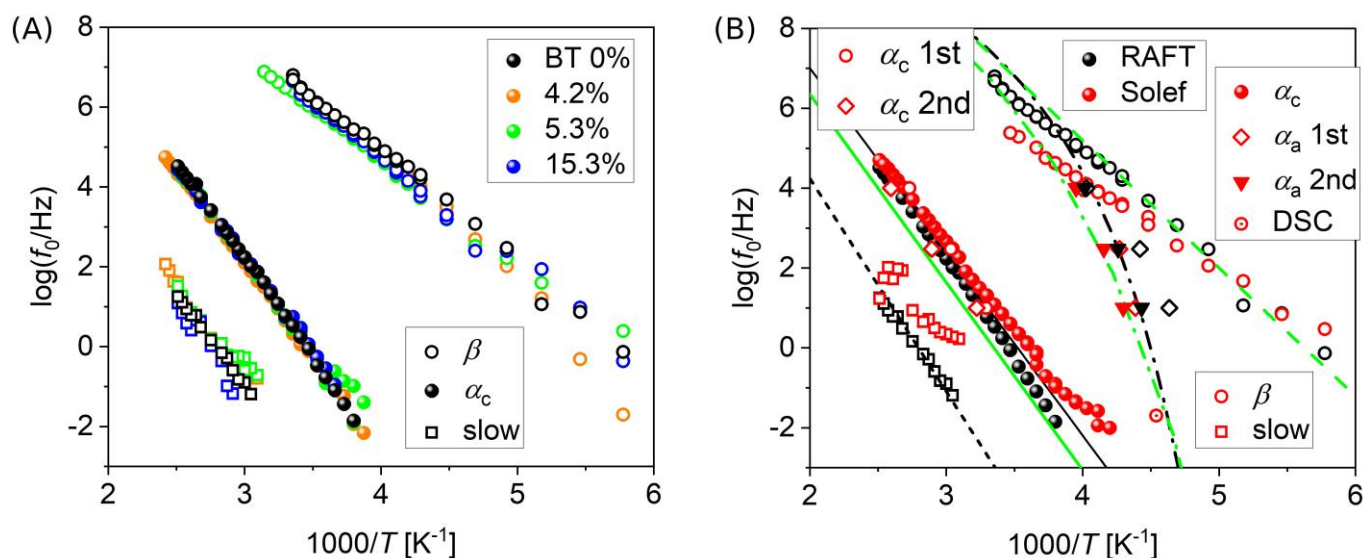 (A)
8
6
4
2
0
-2
log(f₀/Hz)
BT 0%
4.2%
5.3%
15.3%
β
αc
slow
2 3 4 5 6
1000/T [K⁻¹]
(B)
8
6
4
2
0
-2
log(f₀/Hz)
αc 1st
αc 2nd
RAFT
Solef
αc
αa 1st
αa 2nd
DSC
β
slow
2 3 4 5 6
1000/T [K⁻¹]